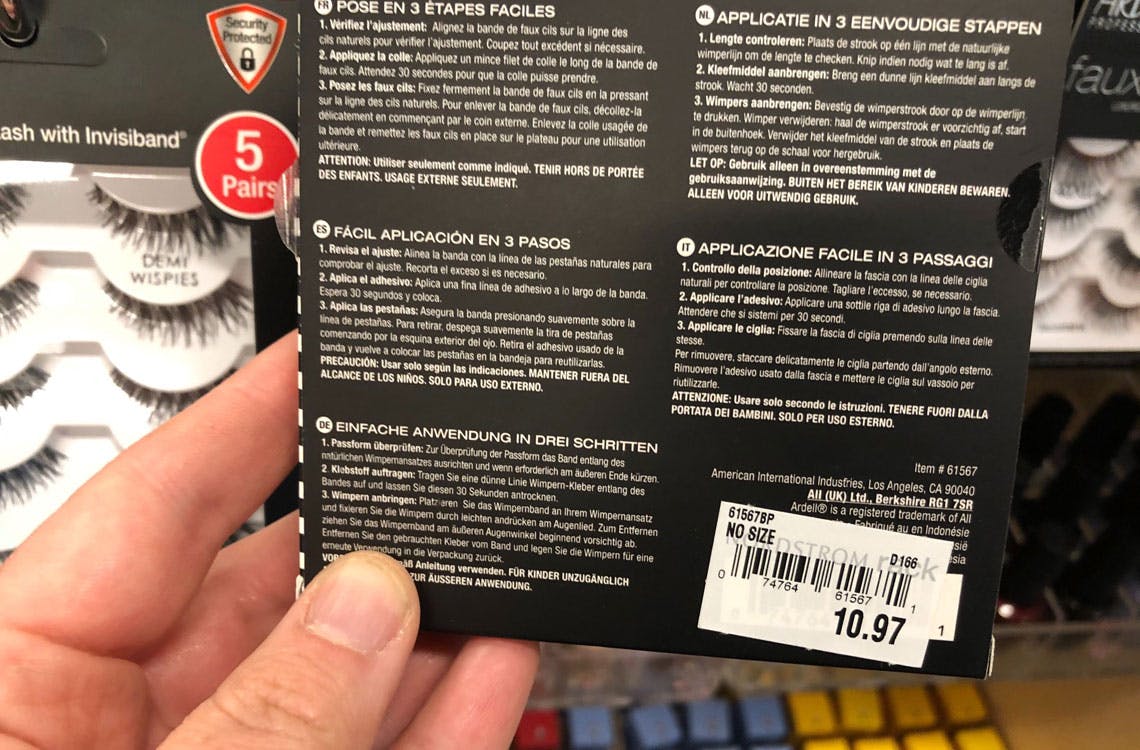 Security
Protected
ash with Invisiband®
5
Pairs
DEMI
WISPIES
FR POSE EN 3 ÉTAPES FACILES
1. Vérifiez l'ajustement: Alignez la bande de faux cils sur la ligne des
cils naturels pour vérifier l'ajustement. Coupez tout excédent si nécessaire.
2. Appliquez la colle: Appliquez un mince filet de colle le long de la bande de
faux cils. Attendez 30 secondes pour que la colle puisse prendre.
3. Posez les faux cils: Fixez fermement la bande de faux cils en la pressant
sur la ligne des cils naturels. Pour enlever la bande de faux cils, décollez-la
délicatement en commençant par le coin externe. Enlevez la colle usagée de
la bande et remettez les faux cils en place sur le plateau pour une utilisation
ultérieure.
ATTENTION: Utiliser seulement comme indiqué. TENIR HORS DE PORTÉE
DES ENFANTS. USAGE EXTERNE SEULEMENT.
ES FÁCIL APLICACIÓN EN 3 PASOS
1. Revisa el ajuste: Alinea la banda con la línea de las pestañas naturales para
comprobar el ajuste. Recorta el exceso si es necesario.
2. Aplica el adhesivo: Aplica una fina línea de adhesivo a lo largo de la banda.
Espera 30 segundos y coloca.
3. Aplica las pestañas: Asegura la banda presionando suavemente sobre la
línea de pestañas. Para retirar, despega suavemente la tira de pestañas
comenzando por la esquina exterior del ojo. Retira el adhesivo usado de la
banda y vuelve a colocar las pestañas en la bandeja para reutilizarlas.
PRECAUCIÓN: Usar solo según las indicaciones. MANTENER FUERA DEL
ALCANCE DE LOS NIÑOS. SOLO PARA USO EXTERNO.
DE EINFACHE ANWENDUNG IN DREI SCHRITTEN
1. Passform überprüfen: Zur Überprüfung der Passform das Band entlang des
nntürlichen Wimpernansatzes ausrichten und wenn erforderlich am äußeren Ende kürzen.
2. Klebstoff auftragen: Tragen Sie eine dünne Linie Wimpern-Kleber entlang des
Bandes auf und lassen Sie diesen 30 Sekunden antrocknen.
3. Wimpern anbringen: Platzieren Sie das Wimpernband an Ihrem Wimpernansatz
und fixieren Sie die Wimpern durch leichten andrücken am Augenlied. Zum Entfernen
ziehen Sie das Wimpernband am äußeren Augenwinkel beginnend vorsichtig ab.
Entfernen Sie den gebrauchten Kleber vom Band und legen Sie die Wimpern für eine
erneute Verwendung in die Verpackung zurück.
Anleitung verwenden. FÜR KINDER UNZUGÄNGLICH
ZUR ÄUSSEREN ANWENDUNG.
NL APPLICATIE IN 3 EENVOUDIGE STAPPEN
1. Lengte controleren: Plaats de strook op één lijn met de natuurlijke
wimperlijn om de lengte te checken. Knip indien nodig wat te lang is af.
2. Kleefmiddel aanbrengen: Breng een dunne lijn kleefmiddel aan langs de
strook. Wacht 30 seconden.
3. Wimpers aanbrengen: Bevestig de wimperstrook door op de wimperlijn
te drukken. Wimper verwijderen: haal de wimperstrook er voorzichtig af, start
in de buitenhoek. Verwijder het kleefmiddel van de strook en plaats de
wimpers terug op de schaal voor hergebruik.
LET OP: Gebruik alleen in overeenstemming met de
gebruiksaanwijzing. BUITEN HET BEREIK VAN KINDEREN BEWAREN.
ALLEEN VOOR UITWENDIG GEBRUIK.
IT APPLICAZIONE FACILE IN 3 PASSAGGI
1. Controllo della posizione: Allineare la fascia con la linea delle ciglia
naturali per controllare la posizione. Tagliare l'eccesso, se necessario.
2. Applicare l'adesivo: Applicare una sottile riga di adesivo lungo la fascia.
Attendere che si sistemi per 30 secondi.
3. Applicare le ciglia: Fissare la fascia di ciglia premendo sulla linea delle
stesse.
Per rimuovere, staccare delicatamente le ciglia partendo dall'angolo esterno.
Rimuovere l'adesivo usato dalla fascia e mettere le ciglia sul vassoio per
riutilizzarle.
ATTENZIONE: Usare solo secondo le istruzioni. TENERE FUORI DALLA
PORTATA DEI BAMBINI. SOLO PER USO ESTERNO.
Item # 61567
American International Industries, Los Angeles, CA 90040
AII (UK) Ltd., Berkshire RG1 7SR
Ardell® is a registered trademark of AII
Fabriqué au en Indonésie
61567BP
NO SIZE
D166
NORDSTROM rack
0 74764 61567 1
10.97
1
faux